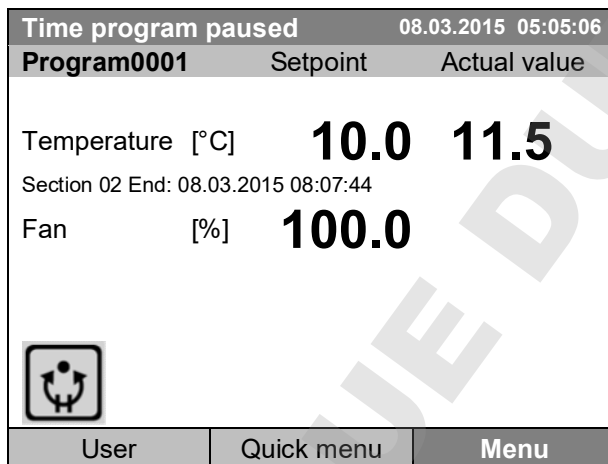 Time program paused 08.03.2015 05:05:06
Program0001 Setpoint Actual value
Temperature [°C] 10.0 11.5
Section 02 End: 08.03.2015 08:07:44
Fan [%] 100.0
User Quick menu Menu